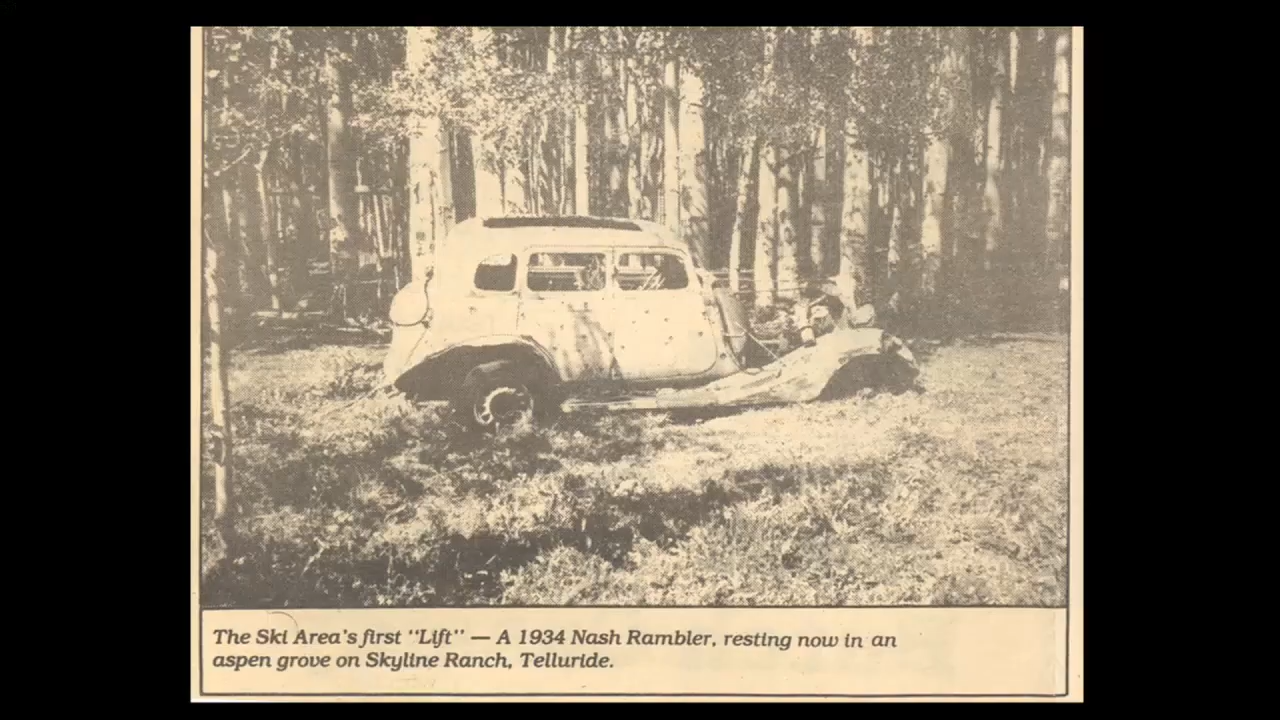 The Ski Area's first "Lift" — A 1934 Nash Rambler, resting now in an
aspen grove on Skyline Ranch, Telluride.